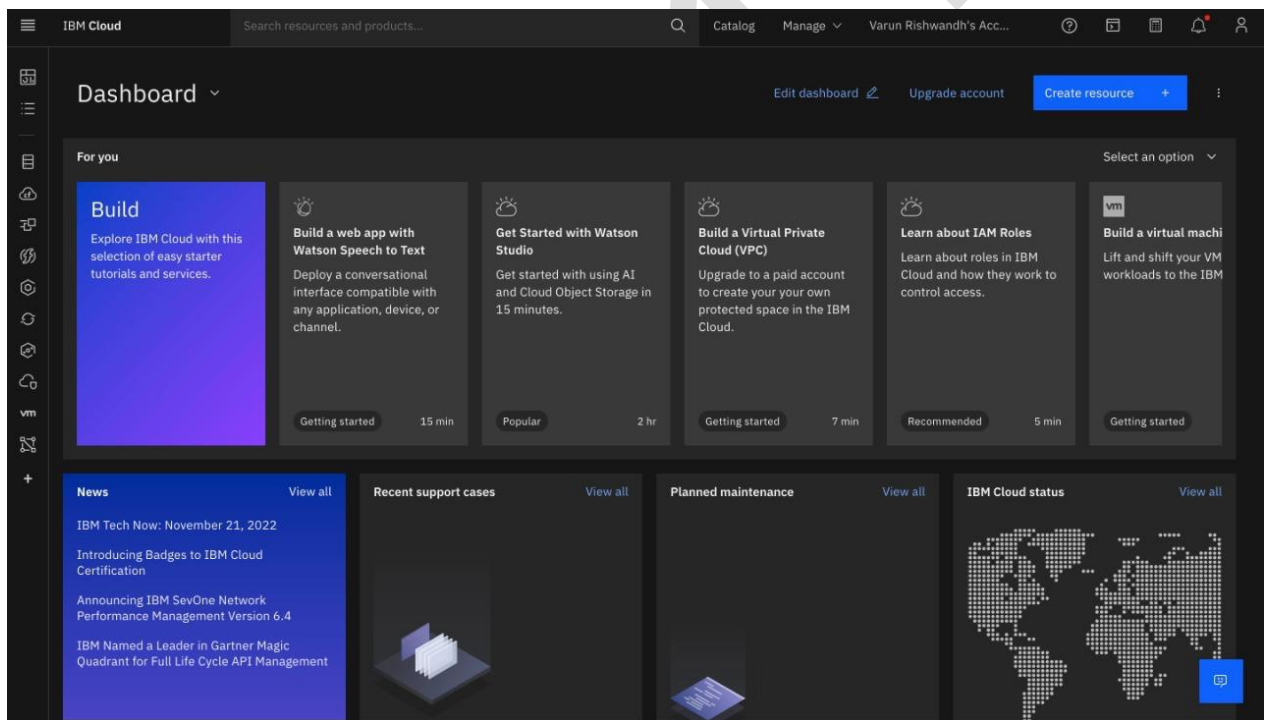 IBM Cloud
Search resources and products...
Catalog
Manage
Varun Rishwandh's Acc...
Dashboard
Edit dashboard
Upgrade account
Create resource +
For you
Select an option
Build
Explore IBM Cloud with this
selection of easy starter
tutorials and services.
Build a web app with
Watson Speech to Text
Deploy a conversational
interface compatible with
any application, device, or
channel.
Getting started
15 min
Get Started with Watson
Studio
Get started with using AI
and Cloud Object Storage in
15 minutes.
Popular
2 hr
Build a Virtual Private
Cloud (VPC)
Upgrade to a paid account
to create your your own
protected space in the IBM
Cloud.
Getting started
7 min
Learn about IAM Roles
Learn about roles in IBM
Cloud and how they work to
control access.
Recommended
5 min
vm
Build a virtual machi
Lift and shift your VM
workloads to the IBM
Getting started
vm
News
View all
IBM Tech Now: November 21, 2022
Introducing Badges to IBM Cloud
Certification
Announcing IBM SevOne Network
Performance Management Version 6.4
IBM Named a Leader in Gartner Magic
Quadrant for Full Life Cycle API Management
Recent support cases
View all
Planned maintenance
View all
IBM Cloud status
View all